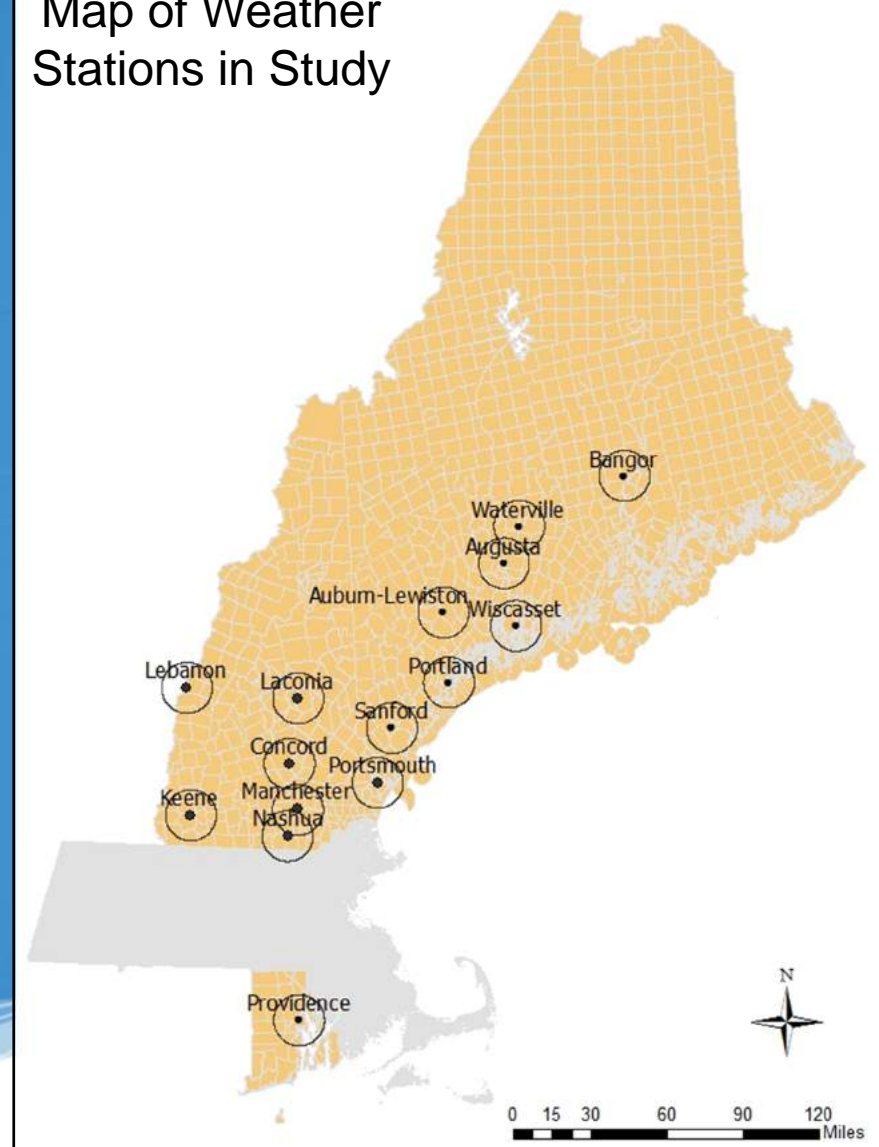 Map of Weather
Stations in Study
Bangor
Waterville
Augusta
Auburn-Lewiston
Wiscasset
Lebanon
Laconia
Portland
Sanford
Concord
Portsmouth
Manchester
Keene
Nashua
Providence
N
0 15 30 60 90 120
Miles